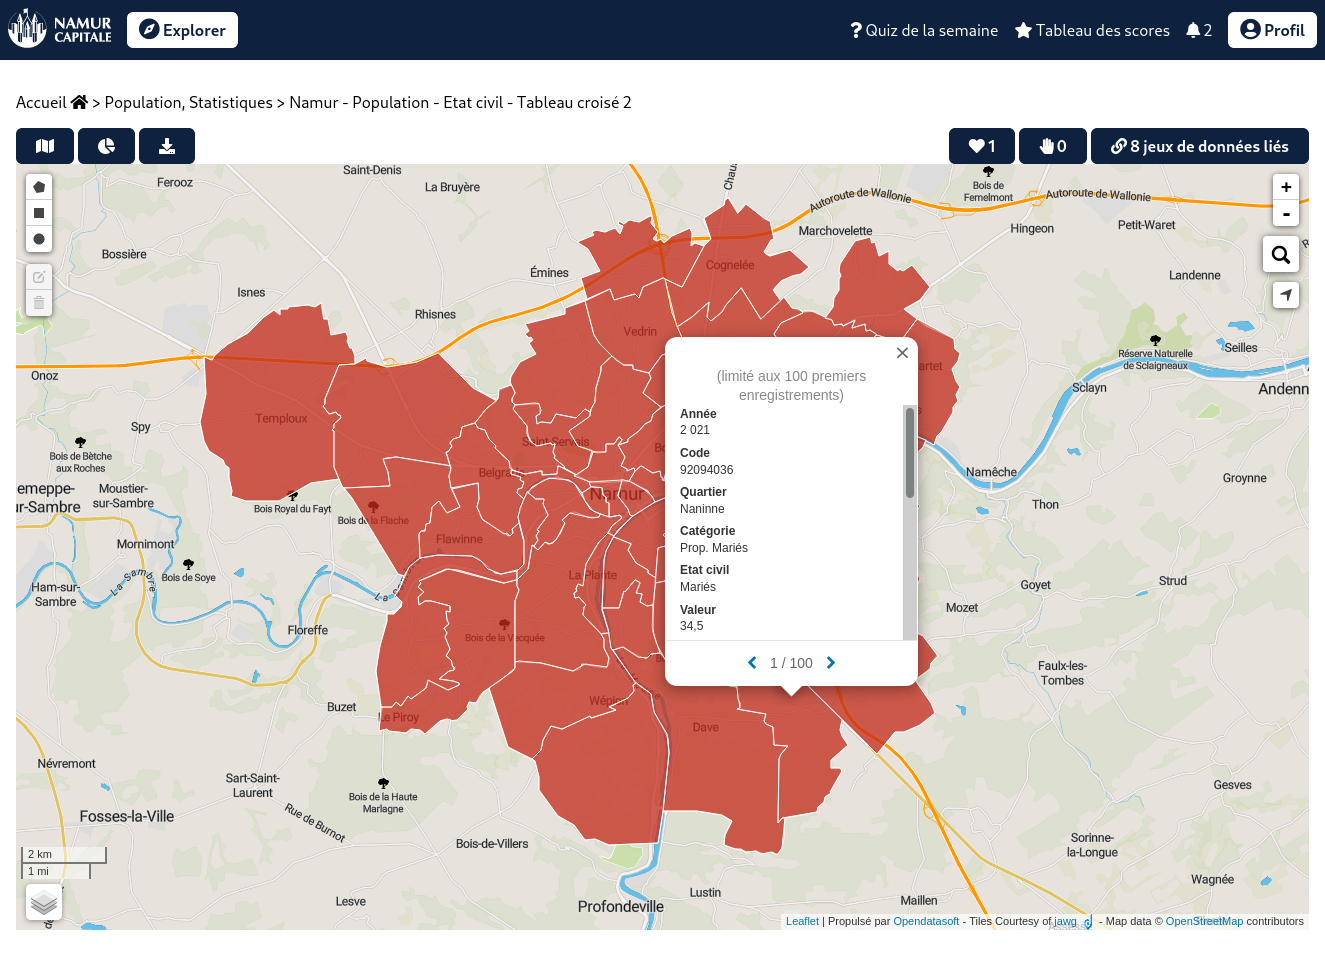 NAMUR
CAPITALE
Explorer
Quiz de la semaine
Tableau des scores
2
Profil
Accueil > Population, Statistiques > Namur - Population - Etat civil - Tableau croisé 2
1
0
8 jeux de données liés
Saint-Denis
Ferooz
La Bruyère
Bossière
Isnes
Émines
Rhisnes
Chaus
Autoroute de Wallonie
Autoroute de Wallonie
Bois de
Femelmont
Marchovelette
Hingeon
Petit-Waret
Landenne
Cognelée
Vedrin
Réserve Naturelle
de Sclaigneaux
Seilles
Sclayn
Andenn
Onoz
Spy
Temploux
Bois de Bètche
aux Roches
emeppe-
ur-Sambre
Moustier-
sur-Sambre
Bois Royal du Fayt
Bois de la Flache
Saint Servais
Belgrade
Namur
Flawinne
La Plante
Namêche
Thon
Groynne
Mornimont
Bois de Soye
La Sambre
Ham-sur-
Sambre
Floreffe
Bois de la Vecquée
Goyet
Strud
Mozet
Faulx-les-
Tombes
Buzet
Le Piroy
Wépion
Dave
Névremont
Sart-Saint-
Laurent
Bois de la Haute
Marlagne
Fosses-la-Ville
Rue de Burnot
Bois-de-Villers
Gesves
Sorinne-
la-Longue
Wagnée
Maillen
Lustin
Profondeville
Lesve
+
-
(limité aux 100 premiers
enregistrements)
Année
2 021
Code
92094036
Quartier
Naninne
Catégorie
Prop. Mariés
Etat civil
Mariés
Valeur
34,5
1 / 100
2 km
1 mi
Leaflet | Propulsé par Opendatasoft - Tiles Courtesy of jawg - Map data © OpenStreetMap contributors